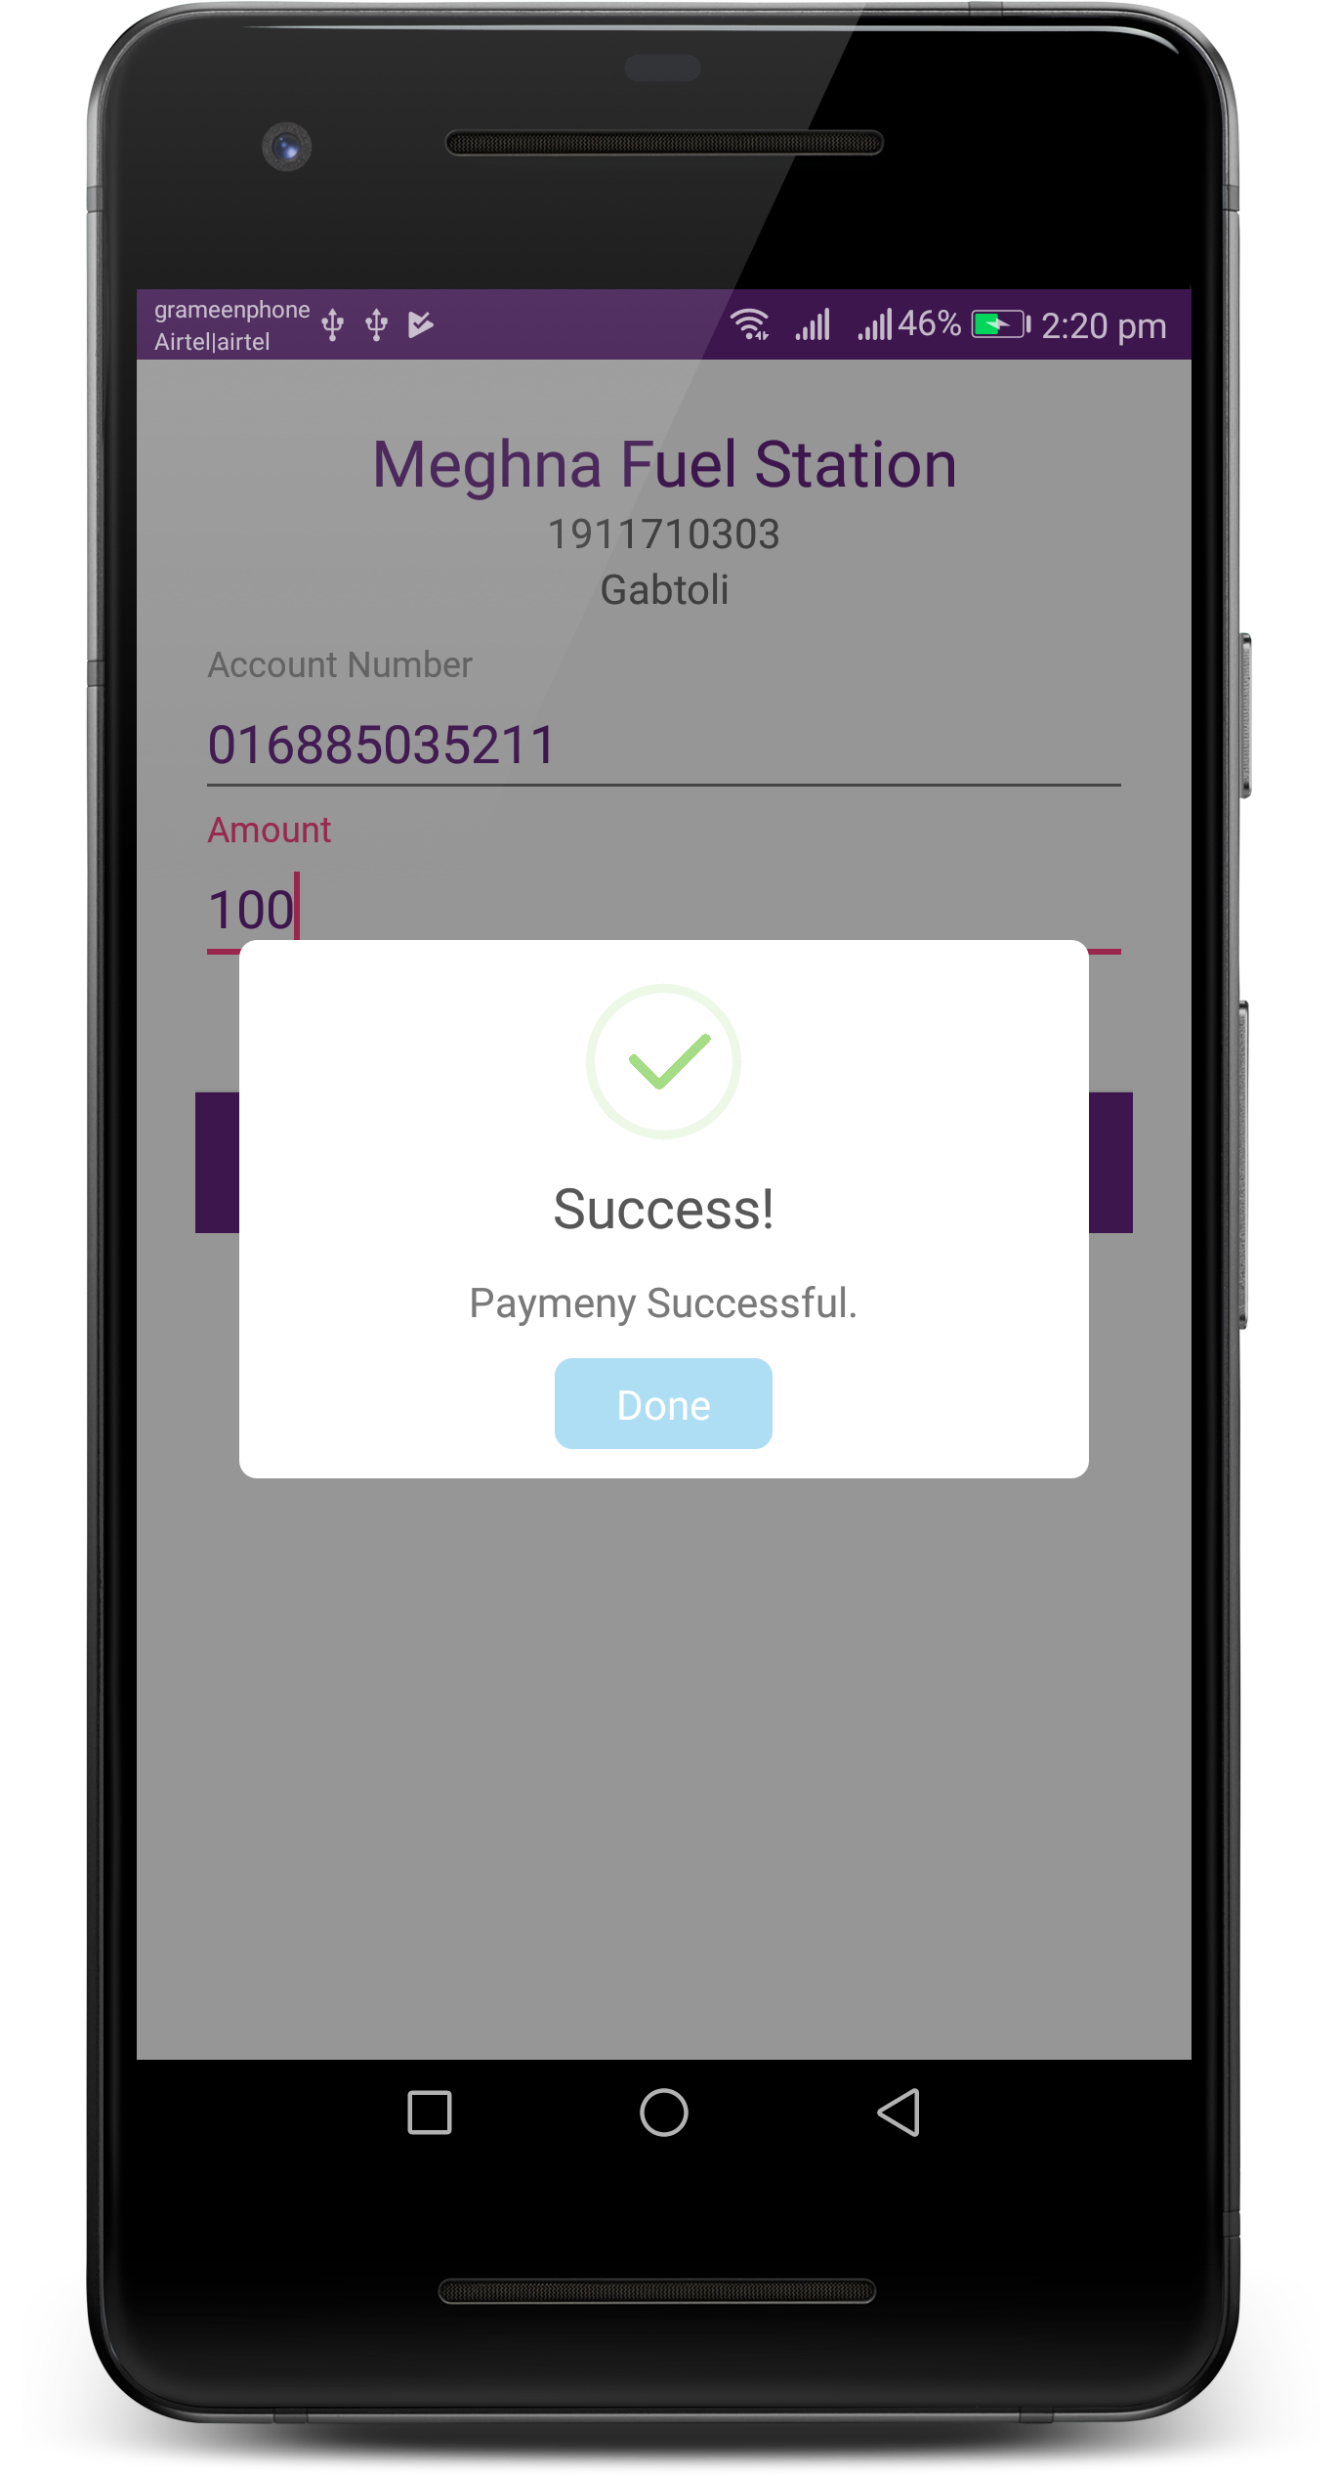 grameenphone
Airtel|airtel
46% 2:20 pm
Meghna Fuel Station
1911710303
Gabtoli
Account Number
016885035211
Amount
100
Success!
Paymeny Successful.
Done